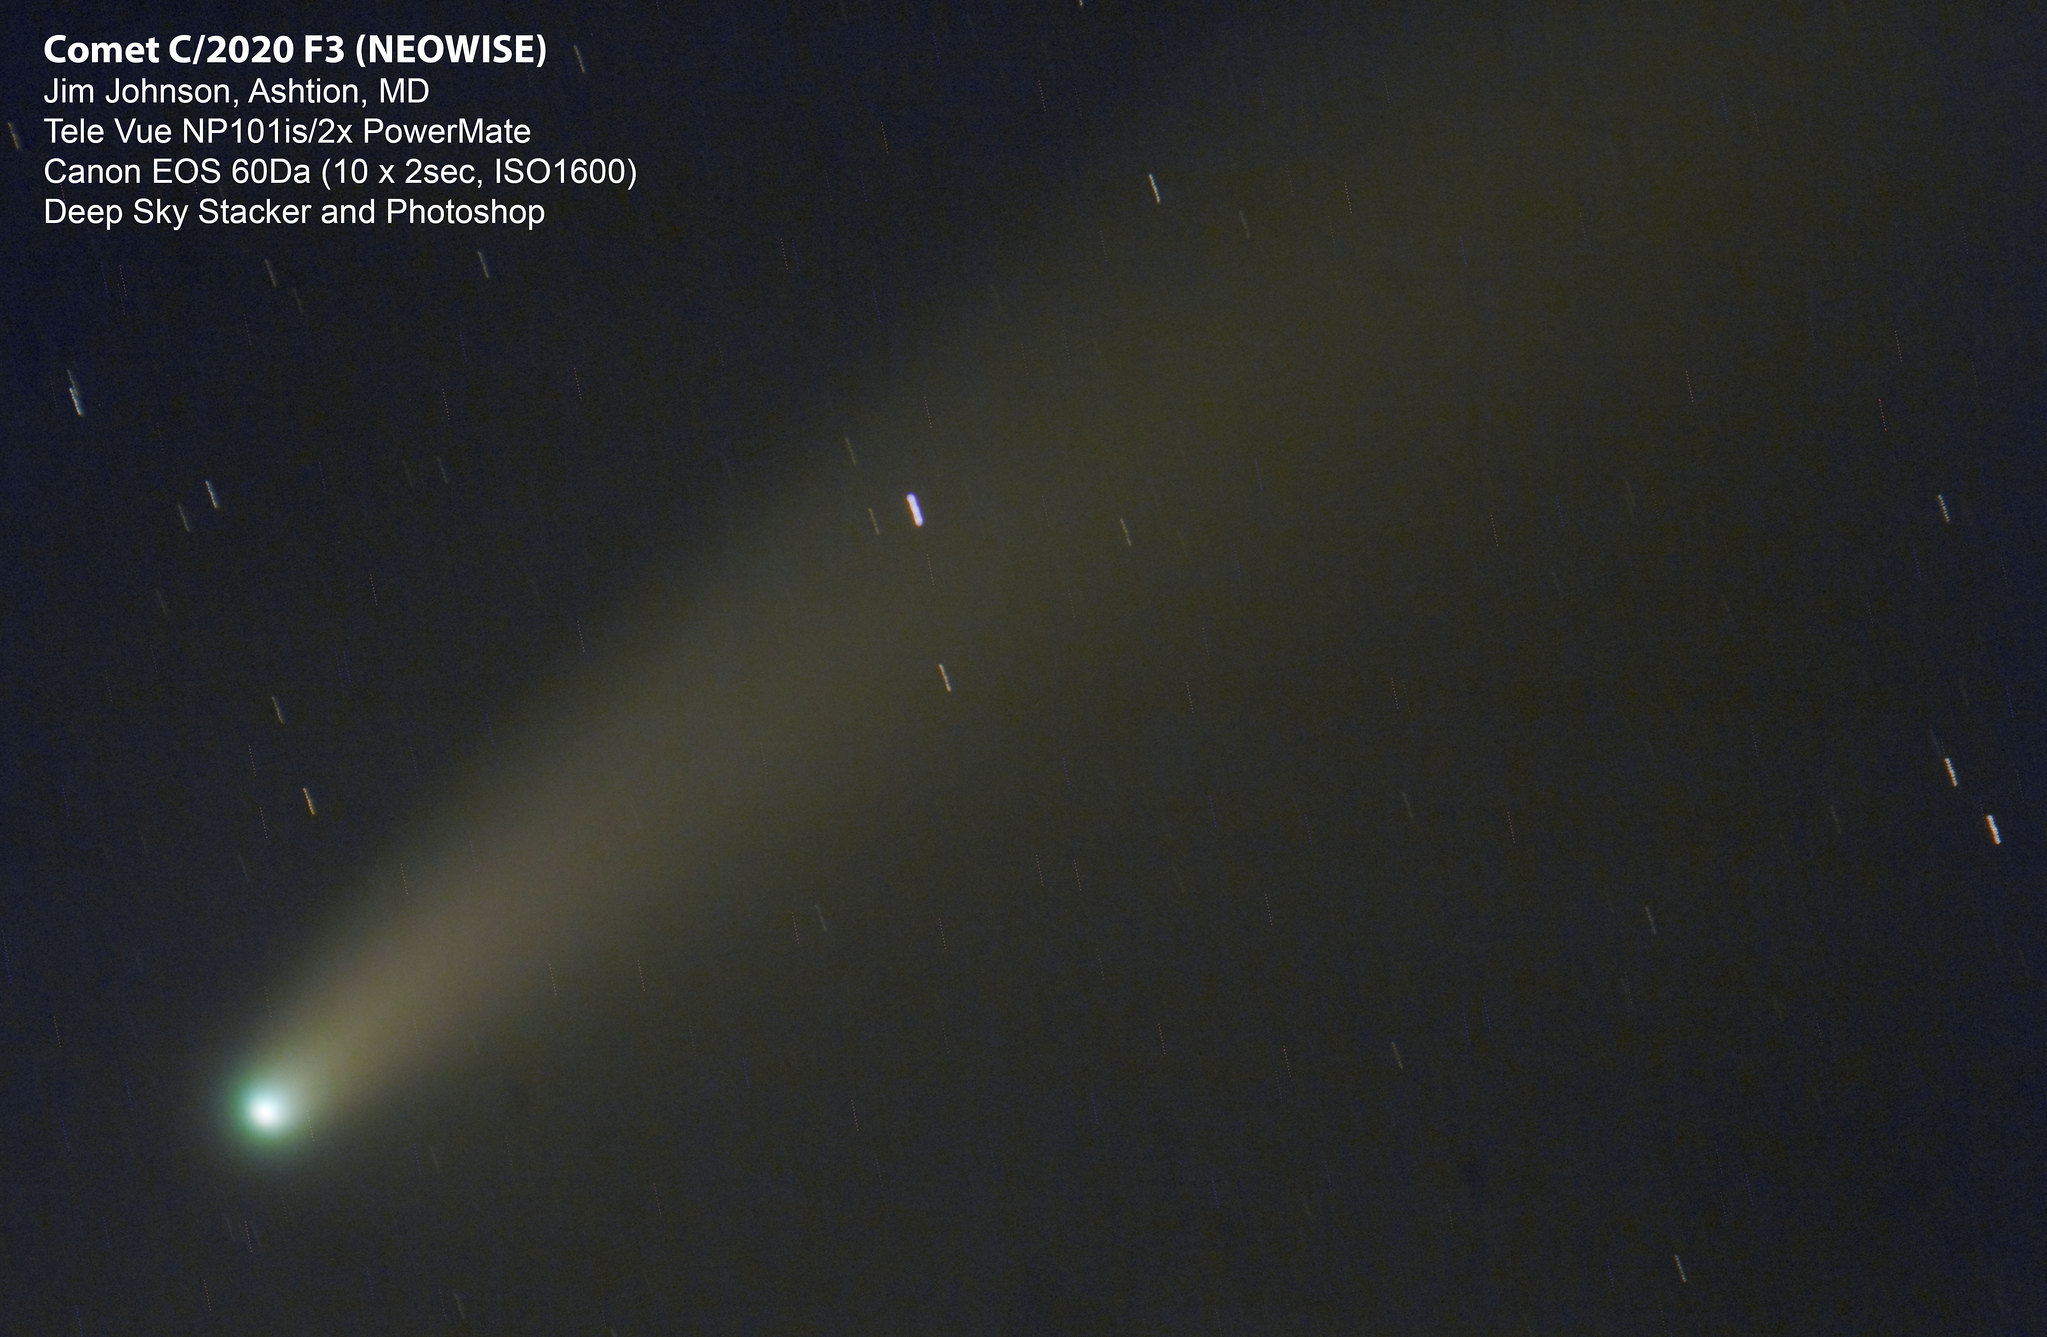 Comet C/2020 F3 (NEOWISE)
Jim Johnson, Ashtion, MD
Tele Vue NP101is/2x PowerMate
Canon EOS 60Da (10 x 2sec, ISO1600)
Deep Sky Stacker and Photoshop